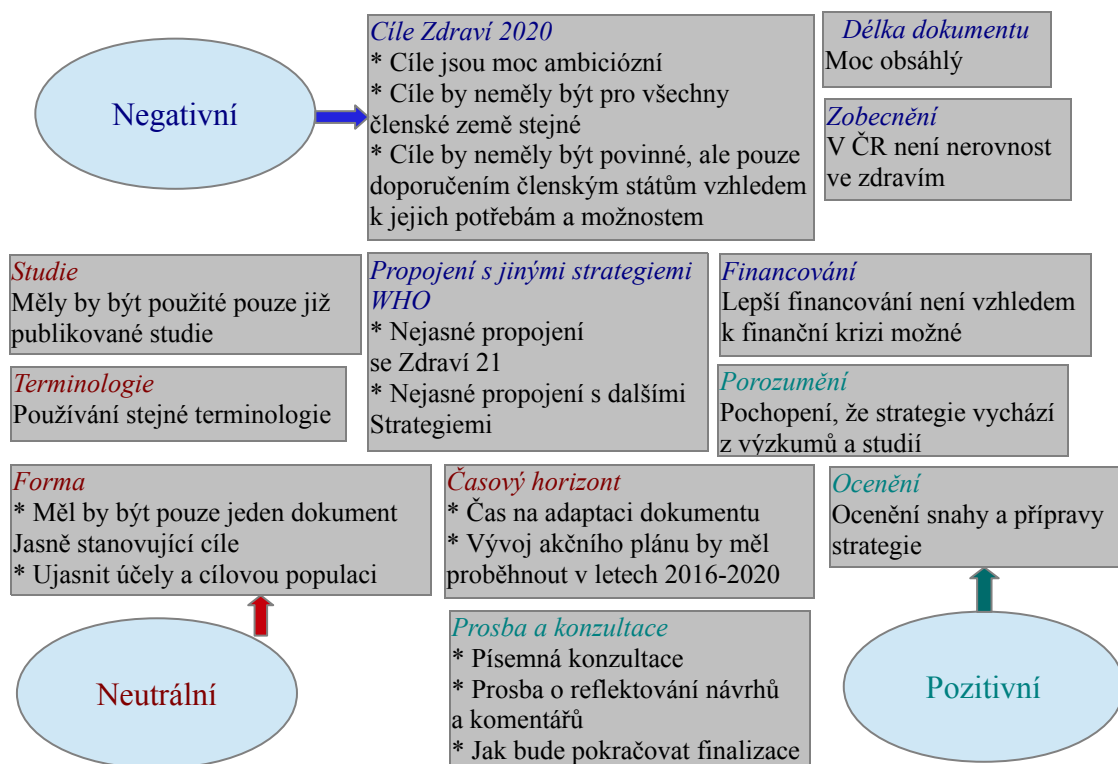 Negativní
Cíle Zdraví 2020
* Cíle jsou moc ambiciózní
* Cíle by neměly být pro všechny
členské země stejné
* Cíle by neměly být povinné, ale pouze
doporučením členským státům vzhledem
k jejich potřebám a možnostem
Délka dokumentu
Moc obsáhlý
Zobecnění
V ČR není nerovnost
ve zdravím
Studie
Měly by být použité pouze již
publikované studie
Propojení s jinými strategiemi
WHO
* Nejasné propojení
se Zdraví 21
* Nejasné propojení s dalšími
Strategiemi
Financování
Lepší financování není vzhledem
k finanční krizi možné
Terminologie
Používání stejné terminologie
Porozumění
Pochopení, že strategie vychází
z výzkumů a studií
Forma
* Měl by být pouze jeden dokument
Jasně stanovující cíle
* Ujasnit účely a cílovou populaci
Časový horizont
* Čas na adaptaci dokumentu
* Vývoj akčního plánu by měl
proběhnout v letech 2016-2020
Ocenění
Ocenění snahy a přípravy
strategie
Neutrální
Prosba a konzultace
* Písemná konzultace
* Prosba o reflektování návrhů
a komentářů
* Jak bude pokračovat finalizace
Pozitivní